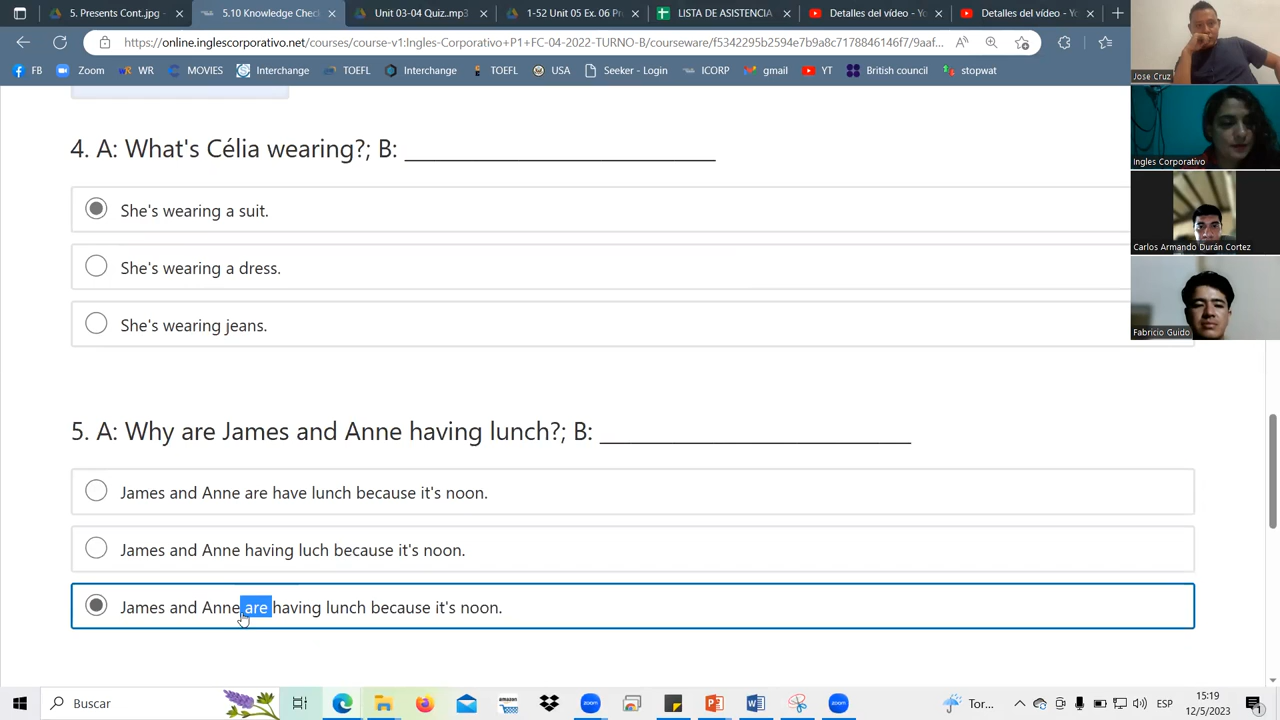 5. Presents Cont..jpg -
5.10 Knowledge Chec
Unit 03-04 Quiz..mp3
1-52 Unit 05 Ex. 06 Pr
LISTA DE ASISTENCIA
Detalles del vídeo - Yo
Detalles del vídeo - Yo
https://online.inglescorporativo.net/courses/course-v1:Ingles-Corporativo+P1+FC-04-2022-TURNO-B/courseware/f5342295b2594e7b9a8c7178846146f7/9aaf...
FB
Zoom
WR
MOVIES
Interchange
TOEFL
Interchange
TOEFL
USA
Seeker - Login
ICORP
gmail
YT
British council
stopwat
Jose Cruz
Ingles Corporativo
Carlos Armando Durán Cortez
Fabricio Guido
4. A: What's Célia wearing?; B: ____________________________
She's wearing a suit.
She's wearing a dress.
She's wearing jeans.
5. A: Why are James and Anne having lunch?; B: ____________________________
James and Anne are have lunch because it's noon.
James and Anne having luch because it's noon.
James and Anne are having lunch because it's noon.
Buscar
Tor...
ESP
15:19
12/5/2023
1